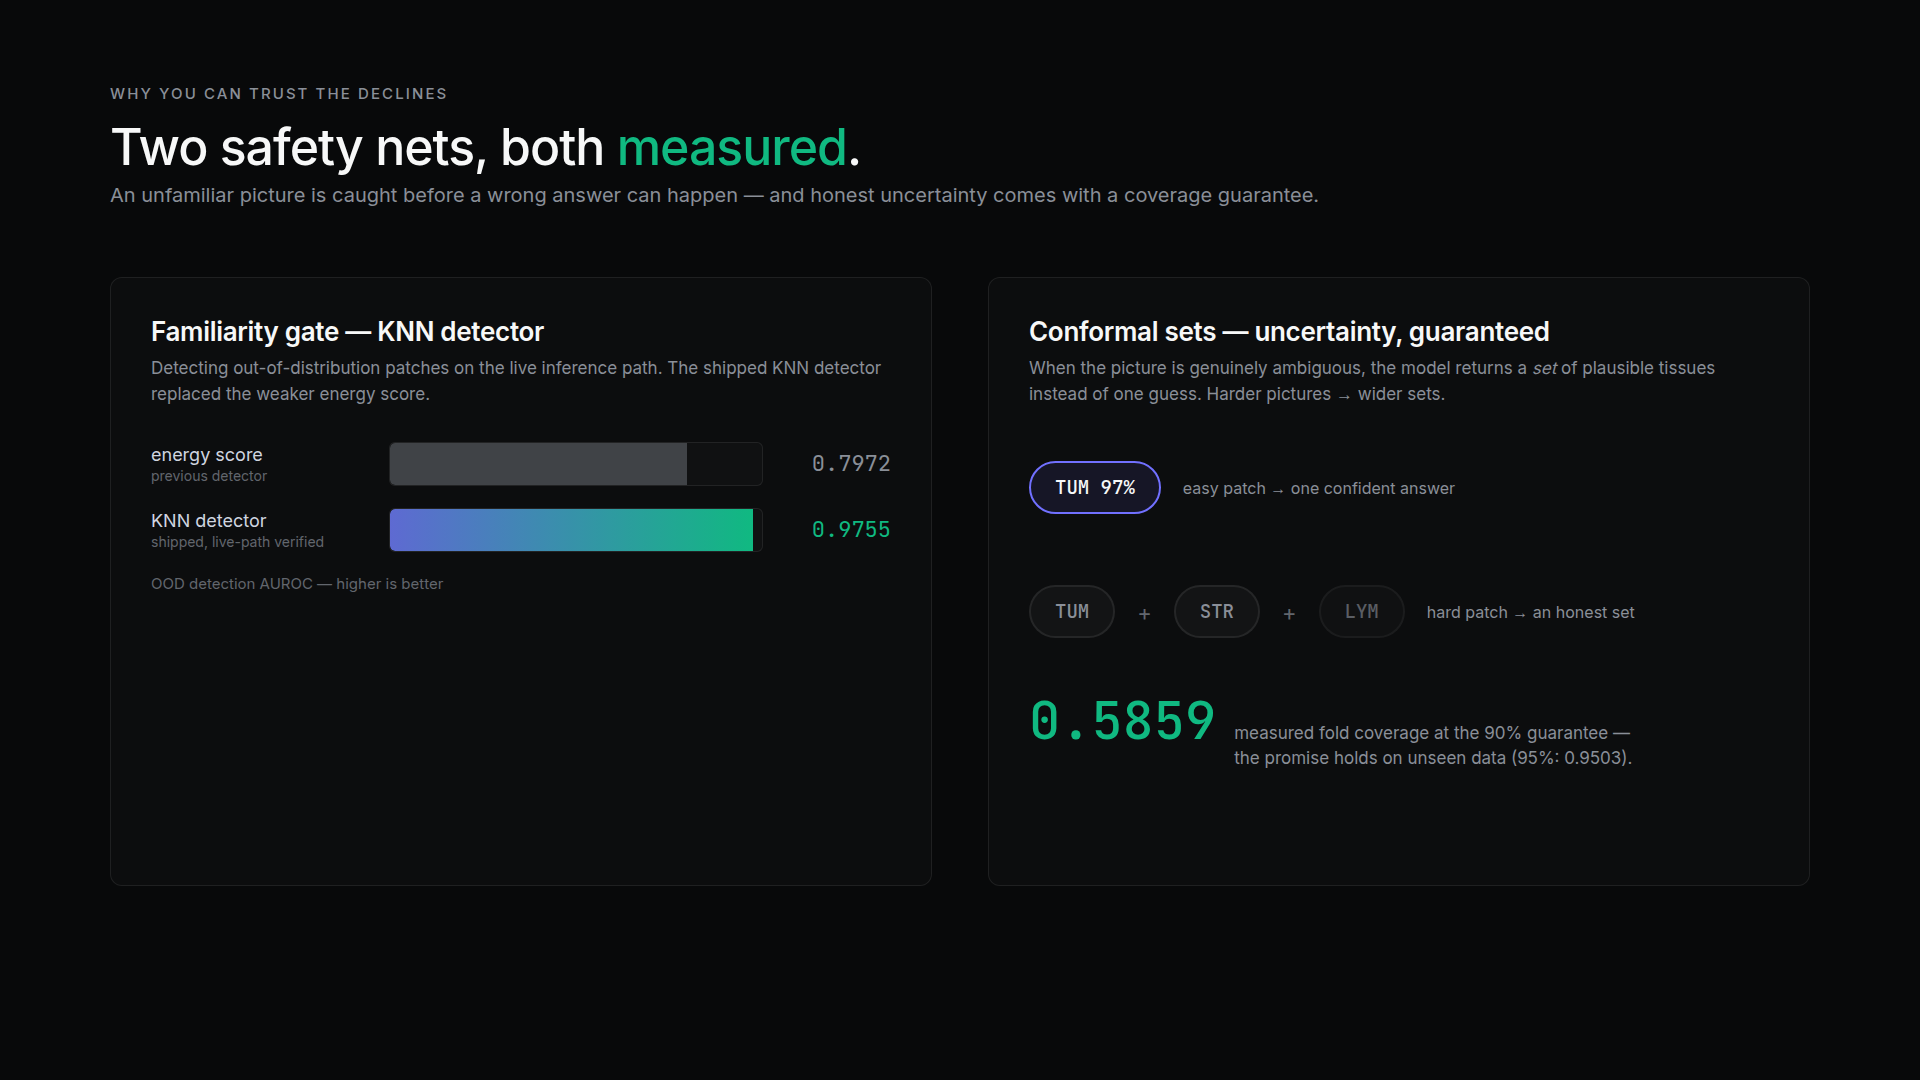 WHY YOU CAN TRUST THE DECLINES
Two safety nets, both measured.
An unfamiliar picture is caught before a wrong answer can happen — and honest uncertainty comes with a coverage guarantee.
Familiarity gate — KNN detector
Detecting out-of-distribution patches on the live inference path. The shipped KNN detector
replaced the weaker energy score.
energy score
previous detector
0.7972
KNN detector
shipped, live-path verified
0.9755
OOD detection AUROC — higher is better
Conformal sets — uncertainty, guaranteed
When the picture is genuinely ambiguous, the model returns a set of plausible tissues
instead of one guess. Harder pictures → wider sets.
TUM 97% easy patch → one confident answer
TUM + STR + LYM hard patch → an honest set
0.5859
measured fold coverage at the 90% guarantee —
the promise holds on unseen data (95%: 0.9503).